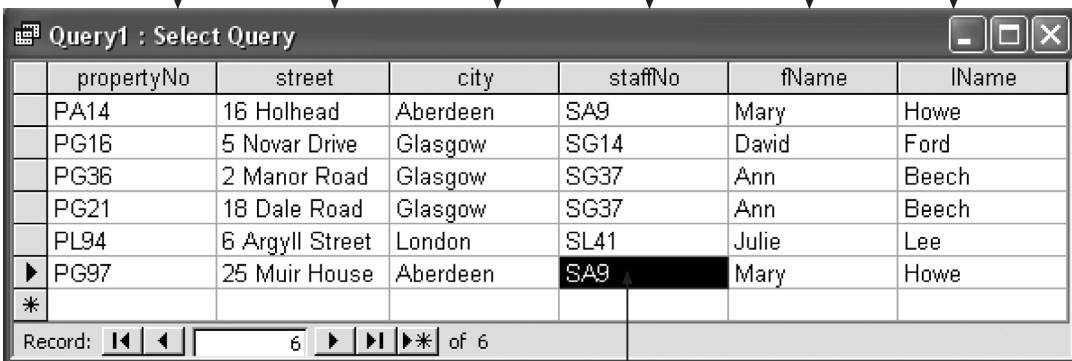 Query1 : Select Query
propertyNo street city staffNo fName lName
PA14 16 Holhead Aberdeen SA9 Mary Howe
PG16 5 Novar Drive Glasgow SG14 David Ford
PG36 2 Manor Road Glasgow SG37 Ann Beech
PG21 18 Dale Road Glasgow SG37 Ann Beech
PL94 6 Argyll Street London SL41 Julie Lee
PG97 25 Muir House Aberdeen SA9 Mary Howe
Record: 6 of 6